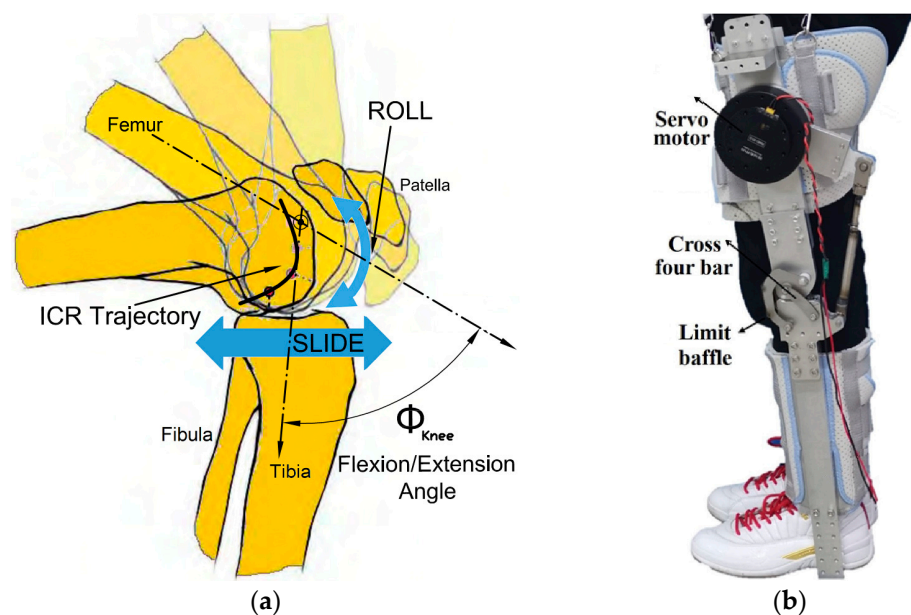 Femur
ROLL
Patella
ICR Trajectory
SLIDE
Fibula
Tibia
Φ Knee
Flexion/Extension
Angle
(a)
Servo
motor
Cross
four bar
Limit
baffle
(b)